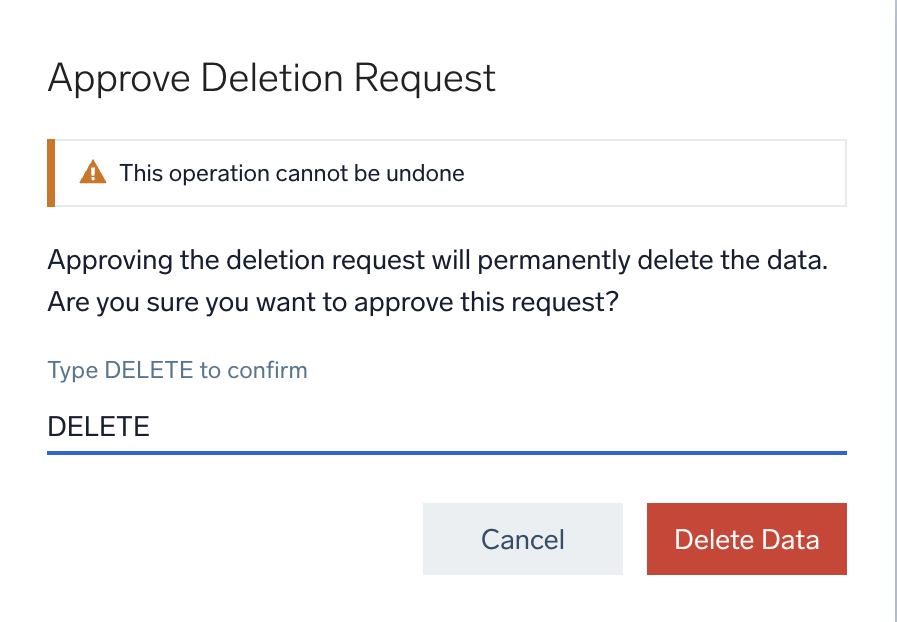 Approve Deletion Request
This operation cannot be undone
Approving the deletion request will permanently delete the data.
Are you sure you want to approve this request?
Type DELETE to confirm
DELETE
Cancel
Delete Data